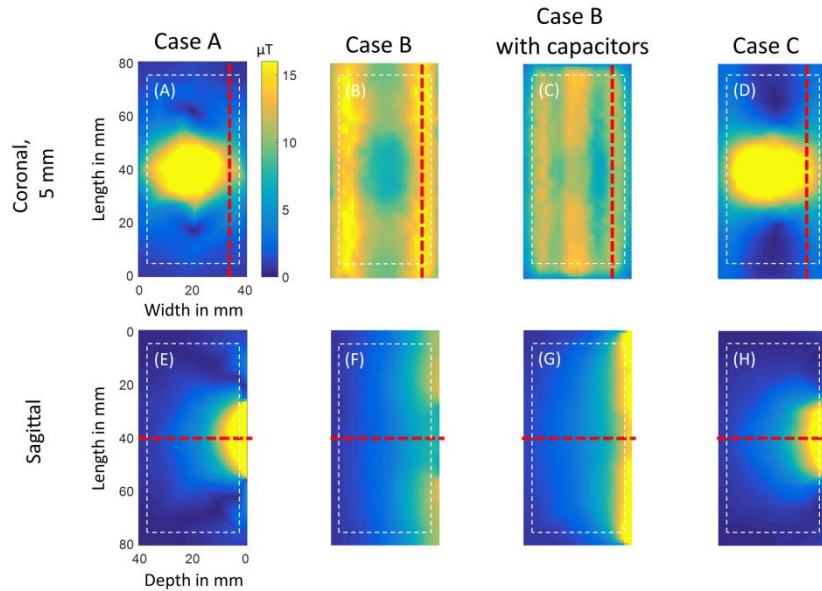 Case A
Case B
Case B
with capacitors
Case C
µT
Coronal,
5 mm
Length in mm
80
60
40
20
0
(A)
15
10
5
0
(B)
(C)
(D)
0
20
40
Width in mm
Sagittal
Length in mm
0
20
40
60
80
(E)
(F)
(G)
(H)
40
20
0
Depth in mm